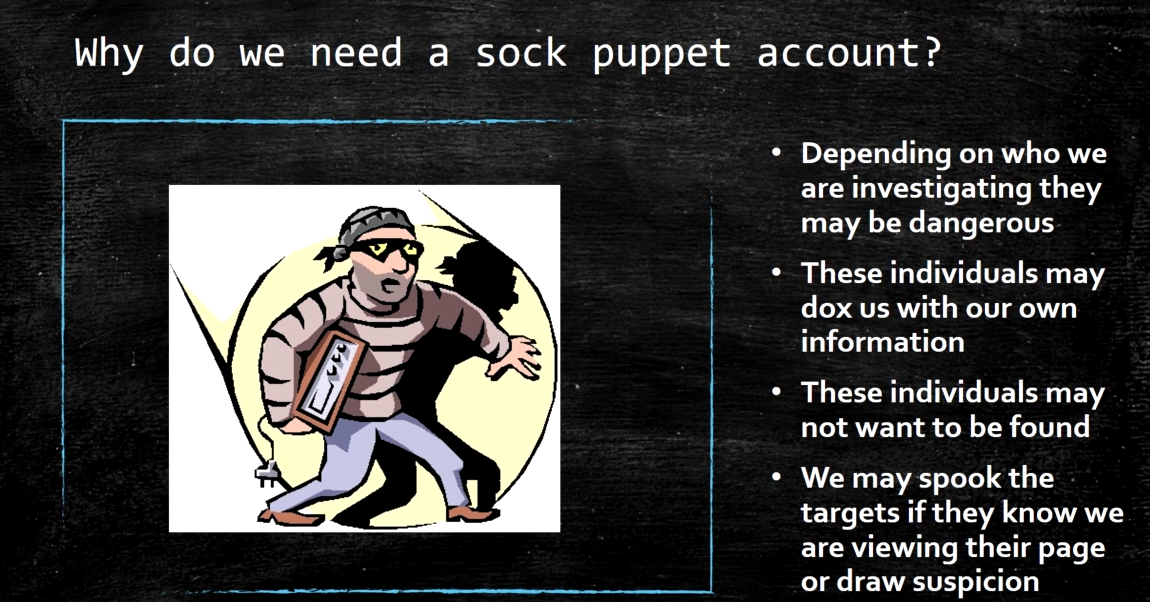 Why do we need a sock puppet account?
• Depending on who we
are investigating they
may be dangerous
• These individuals may
dox us with our own
information
• These individuals may
not want to be found
• We may spook the
targets if they know we
are viewing their page
or draw suspicion